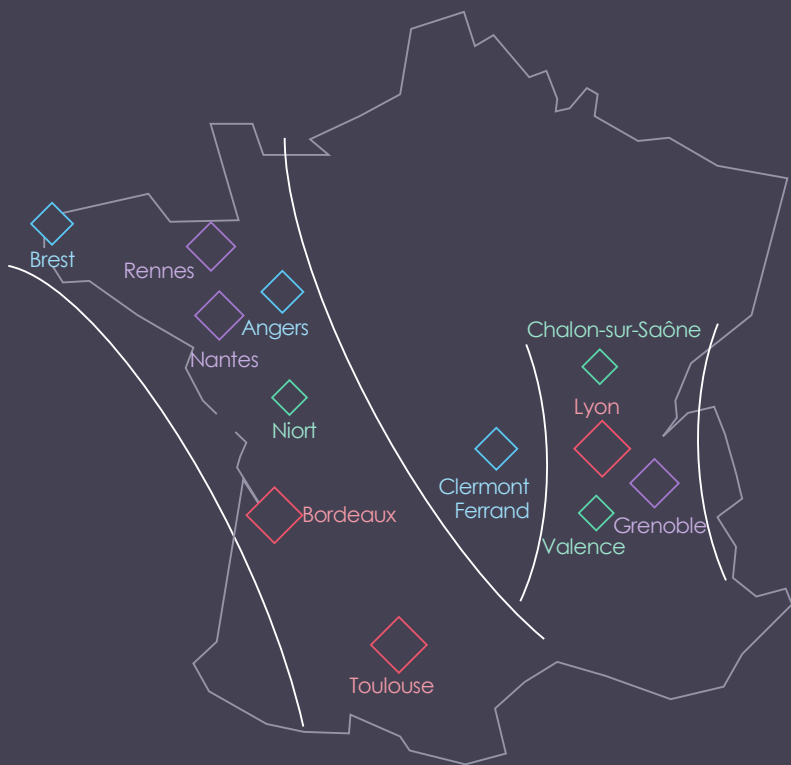 Brest
Rennes
Angers
Nantes
Chalon-sur-Saône
Lyon
Niort
Clermont
Ferrand
Bordeaux
Grenoble
Valence
Toulouse